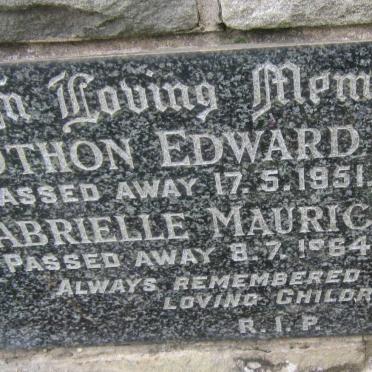 In Loving Mem
OTHON EDWARD
PASSED AWAY 17.5.1951.
ABRIELLE MAURIC
PASSED AWAY 8.7.1964
ALWAYS REMEMBERED
LOVING CHILDR
R.I.P.